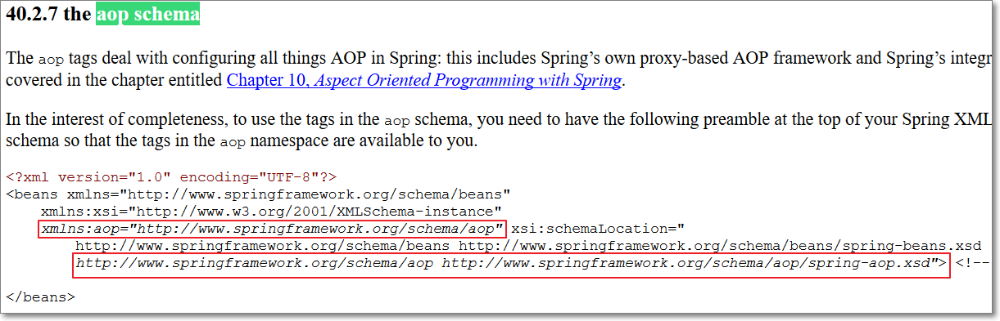 40.2.7 the aop schema
The aop tags deal with configuring all things AOP in Spring: this includes Spring’s own proxy-based AOP framework and Spring’s integr
covered in the chapter entitled Chapter 10, Aspect Oriented Programming with Spring.
In the interest of completeness, to use the tags in the aop schema, you need to have the following preamble at the top of your Spring XML
schema so that the tags in the aop namespace are available to you.
<?xml version="1.0" encoding="UTF-8"?>
<beans xmlns="http://www.springframework.org/schema/beans"
    xmlns:xsi="http://www.w3.org/2001/XMLSchema-instance"
    xmlns:aop="http://www.springframework.org/schema/aop" xsi:schemaLocation="
        http://www.springframework.org/schema/beans http://www.springframework.org/schema/beans/spring-beans.xsd
        http://www.springframework.org/schema/aop http://www.springframework.org/schema/aop/spring-aop.xsd"> <!--
</beans>